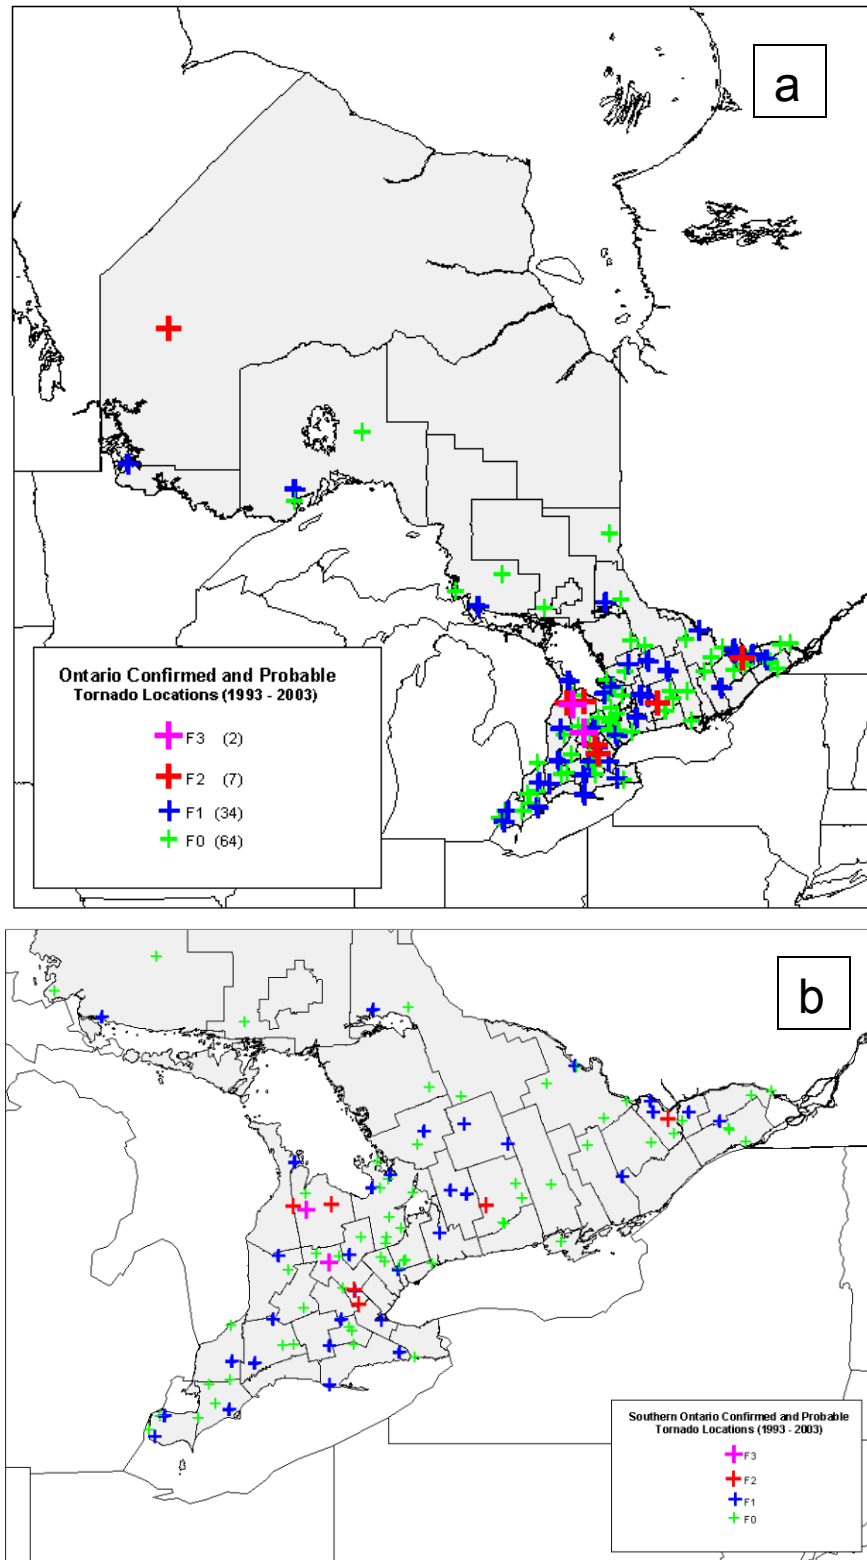 a
Ontario Confirmed and Probable
Tornado Locations (1993 - 2003)
F3 (2)
F2 (7)
F1 (34)
F0 (64)
b
Southern Ontario Confirmed and Probable
Tornado Locations (1993 - 2003)
F3
F2
F1
F0